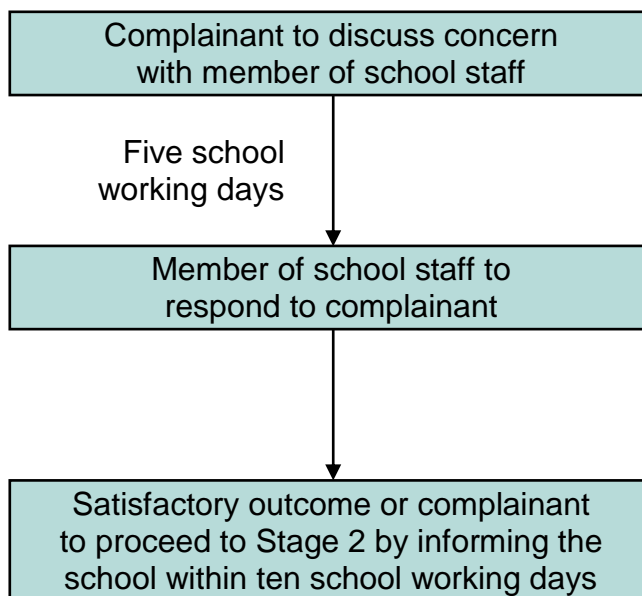 Complainant to discuss concern
with member of school staff
Five school
working days
Member of school staff to
respond to complainant
Satisfactory outcome or complainant
to proceed to Stage 2 by informing the
school within ten school working days